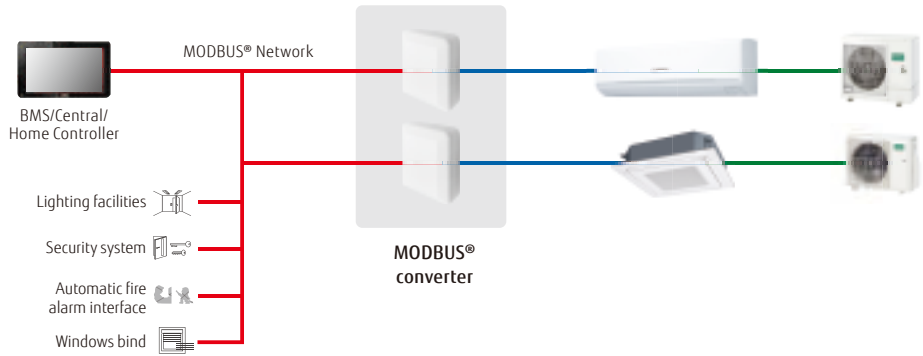 MODBUS® Network
BMS/Central/
Home Controller
Lighting facilities
Security system
Automatic fire
alarm interface
Windows bind
MODBUS®
converter